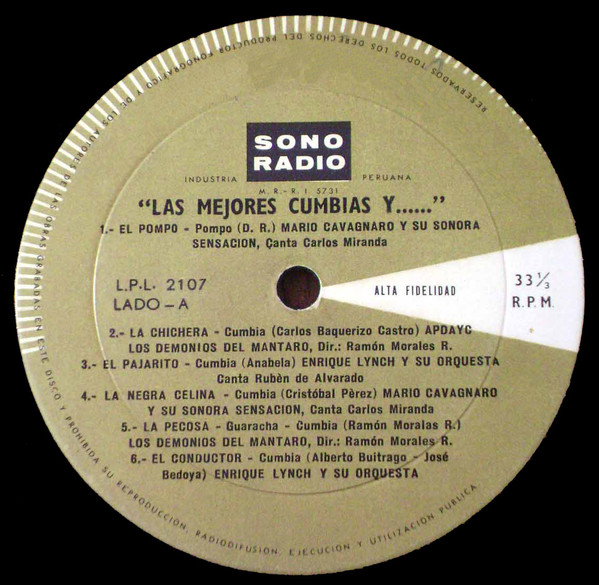 RESERVADOS TODOS LOS DERECHOS DEL PRODUCTOR FONOGRAFICO Y DE LOS AUTORES DE LAS OBRAS GRABADAS; EN ESTE DISCO Y PROHIBIDA SU REPRODUCCION, RADIODIFUSION, EJECUCION Y UTILIZACION PUBLICA.
SONO
RADIO
INDUSTRIA PERUANA
M. R. - R. I. 5731
"LAS MEJORES CUMBIAS Y......"
1.- EL POMPO - Pompo (D. R.) MARIO CAVAGNARO Y SU SONORA
SENSACION, Canta Carlos Miranda
L.P.L. 2107
LADO - A
ALTA FIDELIDAD
33 1/3
R.P.M.
2.- LA CHICHERA - Cumbia (Carlos Baquerizo Castro) APDAYC
LOS DEMONIOS DEL MANTARO, Dir.: Ramón Morales R.
3.- EL PAJARITO - Cumbia (Anabela) ENRIQUE LYNCH Y SU ORQUESTA
Canta Rubèn de Alvarado
4.- LA NEGRA CELINA - Cumbia (Cristóbal Pèrez) MARIO CAVAGNARO
Y SU SONORA SENSACION, Canta Carlos Miranda
5.- LA PECOSA - Guaracha - Cumbia (Ramón Moralas R.)
LOS DEMONIOS DEL MANTARO, Dir.: Ramón Morales R.
6.- EL CONDUCTOR - Cumbia (Alberto Buitrago - José
Bedoya) ENRIQUE LYNCH Y SU ORQUESTA